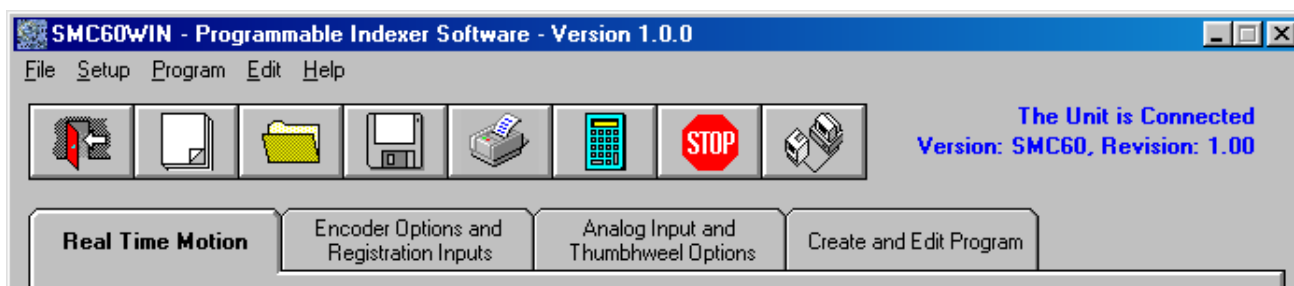 SMC60WIN - Programmable Indexer Software - Version 1.0.0
File Setup Program Edit Help
STOP
The Unit is Connected
Version: SMC60, Revision: 1.00
Real Time Motion
Encoder Options and
Registration Inputs
Analog Input and
Thumbhweel Options
Create and Edit Program